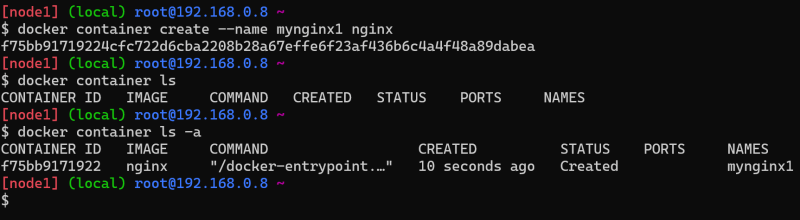 [node1] (local) root@192.168.0.8 ~
$ docker container create --name mynginx1 nginx
f75bb91719224cfc722d6cba2208b28a67effe6f23af436b6c4a4f48a89dabea
[node1] (local) root@192.168.0.8 ~
$ docker container ls
CONTAINER ID   IMAGE     COMMAND   CREATED   STATUS    PORTS     NAMES
[node1] (local) root@192.168.0.8 ~
$ docker container ls -a
CONTAINER ID   IMAGE     COMMAND                  CREATED          STATUS    PORTS     NAMES
f75bb9171922   nginx     "/docker-entrypoint.…"   10 seconds ago   Created             mynginx1
[node1] (local) root@192.168.0.8 ~
$